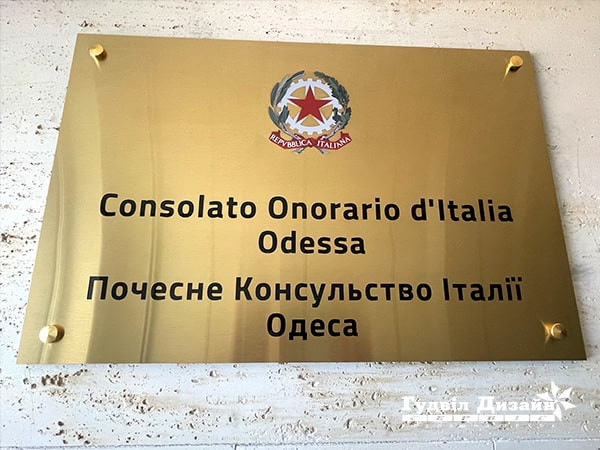 REPVBBLICA ITALIANA
Consolato Onorario d'Italia
Odessa
Почесне Консульство Італії
Одеса
Гудвіл Дизайн